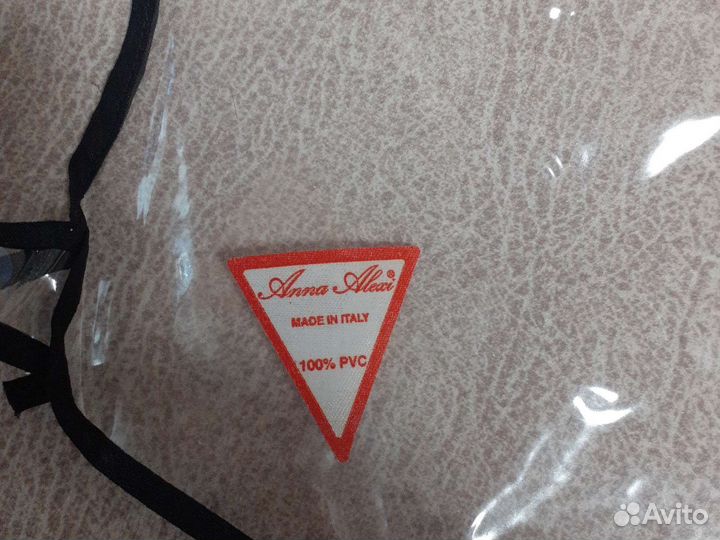 Anna Alexi
MADE IN ITALY
100% PVC
Avito